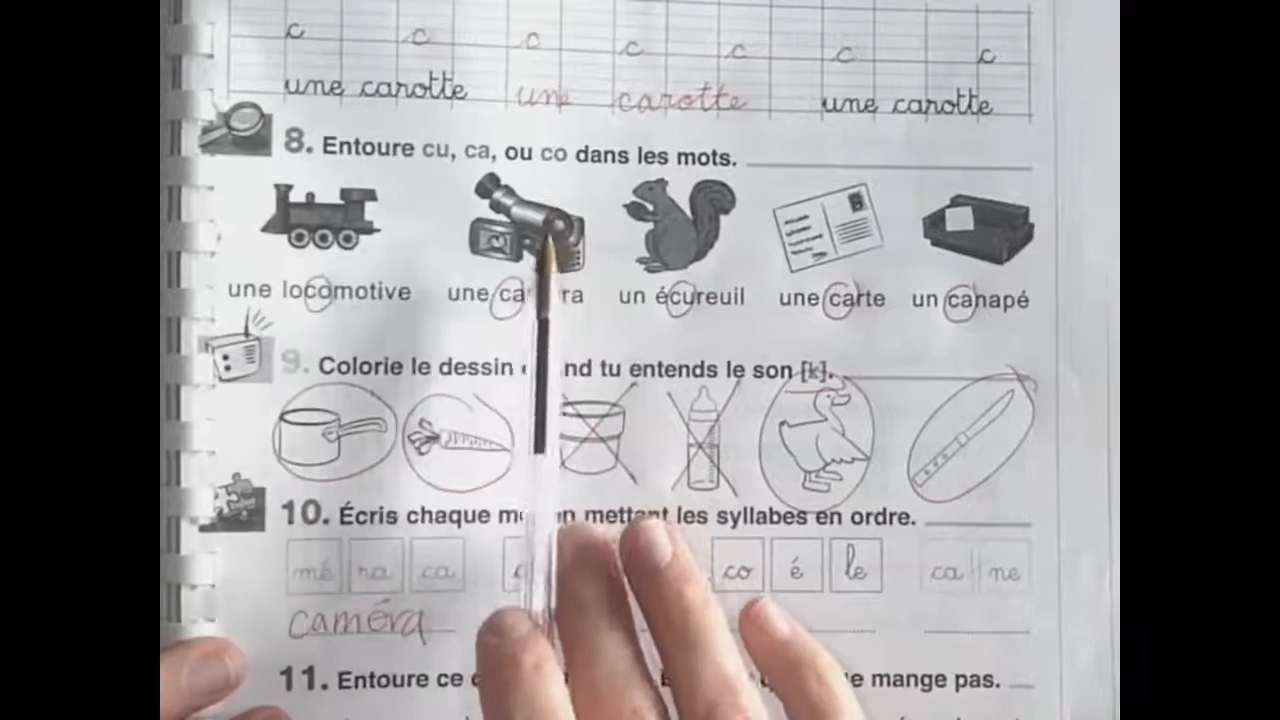 c c c c c c c
une carotte une carotte une carotte
8. Entoure cu, ca, ou co dans les mots.
une locomotive une ca ra un écureuil une carte un canapé
9. Colorie le dessin nd tu entends le son [k].
10. Écris chaque m n mettant les syllabes en ordre.
mé ra ca co é le ca ne
caméra
11. Entoure ce e mange pas.